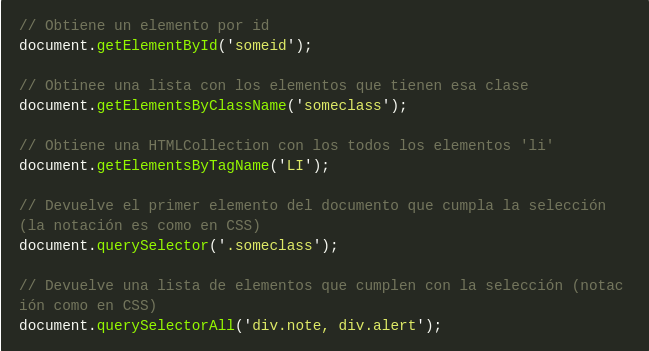 // Obtiene un elemento por id
document.getElementById('someid');
// Obtinee una lista con los elementos que tienen esa clase
document.getElementsByClassName('someclass');
// Obtiene una HTMLCollection con los todos los elementos 'li'
document.getElementsByTagName('LI');
// Devuelve el primer elemento del documento que cumpla la selección
(la notación es como en CSS)
document.querySelector('.someclass');
// Devuelve una lista de elementos que cumplen con la selección (notac
ión como en CSS)
document.querySelectorAll('div.note, div.alert');